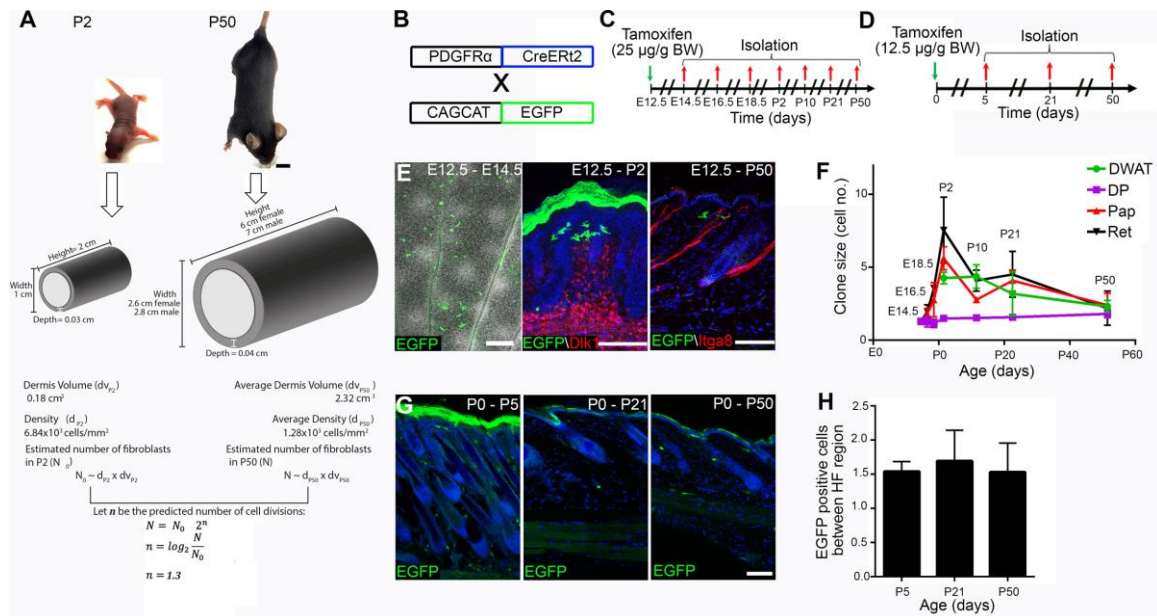 A
P2
P50
Height= 2 cm
Width
1 cm
Depth= 0.03 cm
Height
6 cm female
7 cm male
Width
2.6 cm female
2.8 cm male
Depth= 0.04 cm
Dermis Volume (dvP2)
0.18 cm³
Density (dP2)
6.84x10³ cells/mm²
Estimated number of fibroblasts
in P2 (N0)
N0 ~ dP2 x dvP2
Average Dermis Volume (dvP50)
2.32 cm³
Average Density (dP50)
1.28x10³ cells/mm²
Estimated number of fibroblasts
in P50 (N)
N ~ dP50 x dvP50
Let n be the predicted number of cell divisions:
N = N0 2ⁿ
n = log2 N/N0
n = 1.3
B
PDGFRα CreERt2
X
CAGCAT EGFP
C
Tamoxifen
(25 µg/g BW)
Isolation
E12.5 E14.5 E16.5 E18.5 P2 P10 P21 P50
Time (days)
D
Tamoxifen
(12.5 µg/g BW)
Isolation
0 5 21 50
Time (days)
E
E12.5 - E14.5
EGFP
E12.5 - P2
EGFP\Dlk1
E12.5 - P50
EGFP\Itga8
F
DWAT
DP
Pap
Ret
Clone size (cell no.)
10
5
0
E14.5
E16.5
E18.5
P2
P10
P21
P50
E0 P0 P20 P40 P60
Age (days)
G
P0 - P5
EGFP
P0 - P21
EGFP
P0 - P50
EGFP
H
EGFP positive cells
between HF region
2.5
2.0
1.5
1.0
0.5
0.0
P5 P21 P50
Age (days)